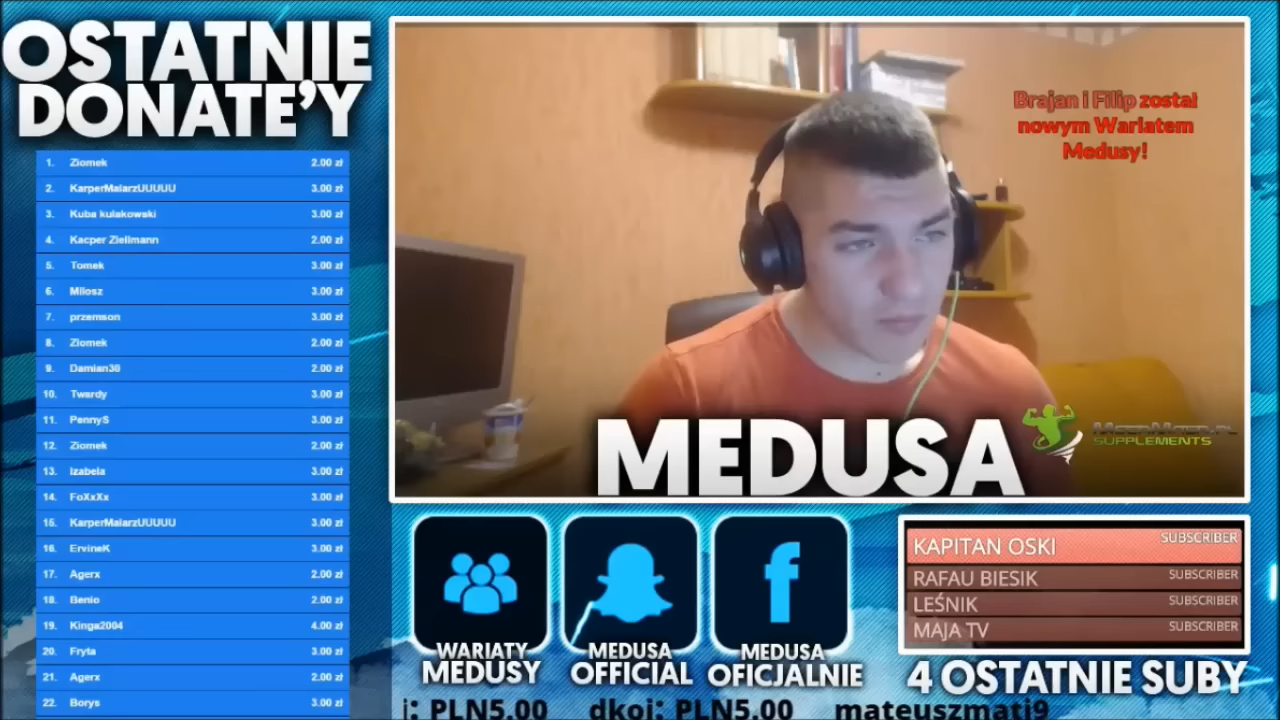 OSTATNIE
DONATE'Y
1. Ziomek 2.00 zł
2. KarperMalarzUUUUU 3.00 zł
3. Kuba kulakowski 3.00 zł
4. Kacper Ziellmann 2.00 zł
5. Tomek 3.00 zł
6. Milosz 3.00 zł
7. przemson 3.00 zł
8. Ziomek 2.00 zł
9. Damian30 2.00 zł
10. Twardy 3.00 zł
11. PennyS 3.00 zł
12. Ziomek 2.00 zł
13. Izabela 3.00 zł
14. FoXxXx 3.00 zł
15. KarperMalarzUUUUU 3.00 zł
16. ErvineK 3.00 zł
17. Agerx 2.00 zł
18. Benio 2.00 zł
19. Kinga2004 4.00 zł
20. Fryta 3.00 zł
21. Agerx 2.00 zł
22. Borys 3.00 zł
Brajan i Filip został
nowym Wariatem
Medusy!
MEDUSA
SUPPLEMENTS
WARIATY
MEDUSY
MEDUSA
OFFICIAL
MEDUSA
OFICJALNIE
KAPITAN OSKI SUBSCRIBER
RAFAU BIESIK SUBSCRIBER
LEŚNIK SUBSCRIBER
MAJA TV SUBSCRIBER
4 OSTATNIE SUBY
i: PLN5.00 dkoi: PLN5.00 mateuszmati9